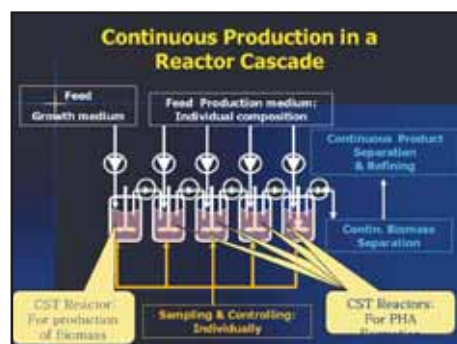 Continuous Production in a
Reactor Cascade
Feed
Growth medium
Feed Production medium:
Individual composition
Continuous Product
Separation
& Refining
Contin. Biomass
Separation
CST Reactor:
For production
of Biomass
Sampling & Controlling:
Individually
CST Reactors:
For PHA